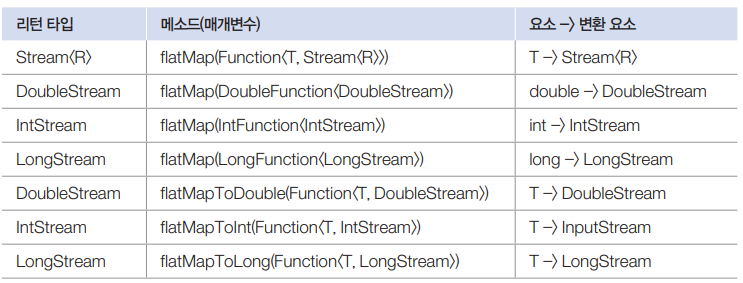 리턴 타입 메소드(매개변수) 요소 -> 변환 요소
Stream<R> flatMap(Function<T, Stream<R>>) T -> Stream<R>
DoubleStream flatMap(DoubleFunction<DoubleStream>) double -> DoubleStream
IntStream flatMap(IntFunction<IntStream>) int -> IntStream
LongStream flatMap(LongFunction<LongStream>) long -> LongStream
DoubleStream flatMapToDouble(Function<T, DoubleStream>) T -> DoubleStream
IntStream flatMapToInt(Function<T, IntStream>) T -> InputStream
LongStream flatMapToLong(Function<T, LongStream>) T -> LongStream